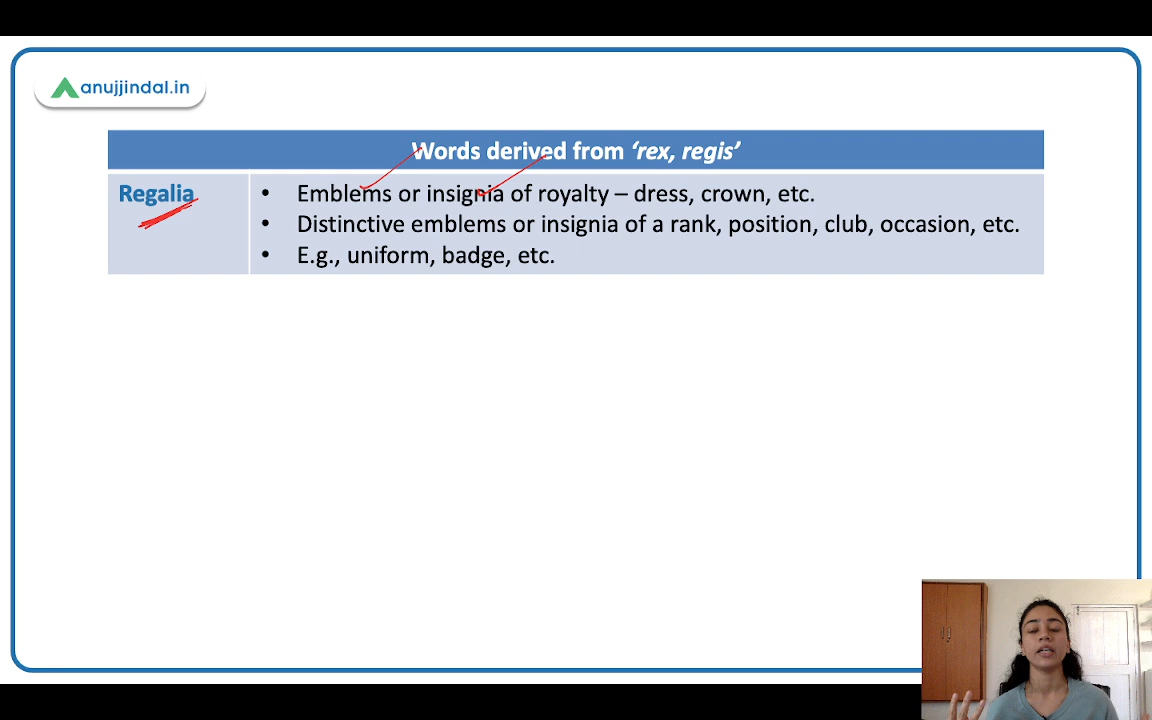 anujjindal.in
Words derived from ‘rex, regis’
Regalia
• Emblems or insignia of royalty – dress, crown, etc.
• Distinctive emblems or insignia of a rank, position, club, occasion, etc.
• E.g., uniform, badge, etc.